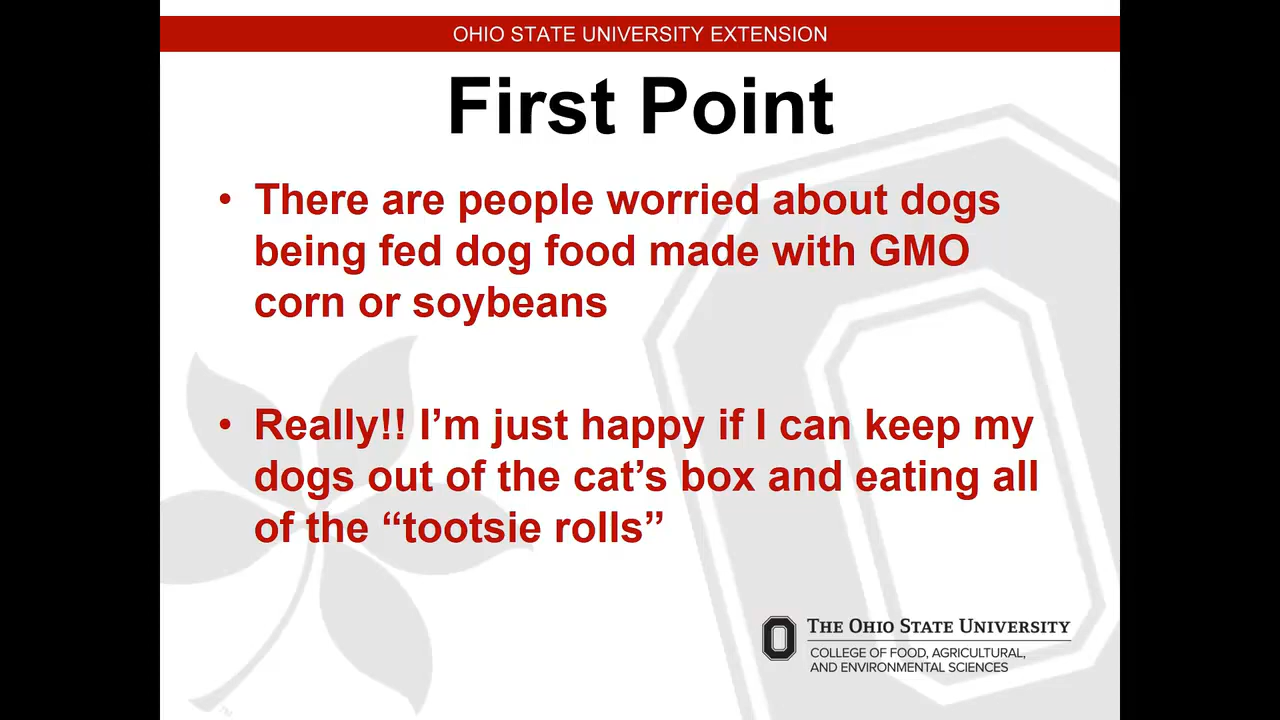 OHIO STATE UNIVERSITY EXTENSION
First Point
• There are people worried about dogs
being fed dog food made with GMO
corn or soybeans
• Really!! I’m just happy if I can keep my
dogs out of the cat’s box and eating all
of the “tootsie rolls”
THE OHIO STATE UNIVERSITY
COLLEGE OF FOOD, AGRICULTURAL,
AND ENVIRONMENTAL SCIENCES
TM